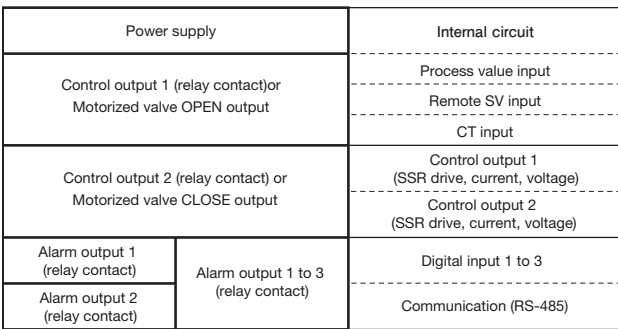 Power supply
Internal circuit
Control output 1 (relay contact)or
Motorized valve OPEN output
Process value input
Remote SV input
CT input
Control output 2 (relay contact) or
Motorized valve CLOSE output
Control output 1
(SSR drive, current, voltage)
Control output 2
(SSR drive, current, voltage)
Alarm output 1
(relay contact)
Alarm output 2
(relay contact)
Alarm output 1 to 3
(relay contact)
Digital input 1 to 3
Communication (RS-485)